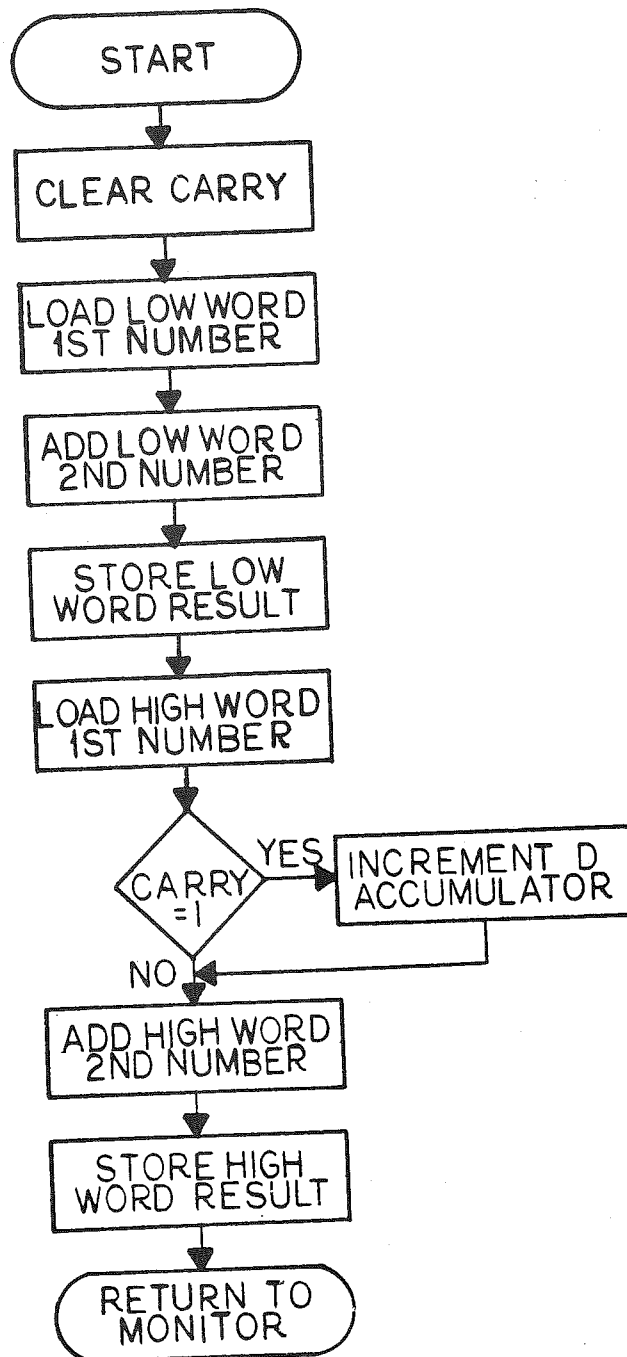 START
CLEAR CARRY
LOAD LOW WORD
1ST NUMBER
ADD LOW WORD
2ND NUMBER
STORE LOW
WORD RESULT
LOAD HIGH WORD
1ST NUMBER
CARRY
=1
YES
INCREMENT D
ACCUMULATOR
NO
ADD HIGH WORD
2ND NUMBER
STORE HIGH
WORD RESULT
RETURN TO
MONITOR